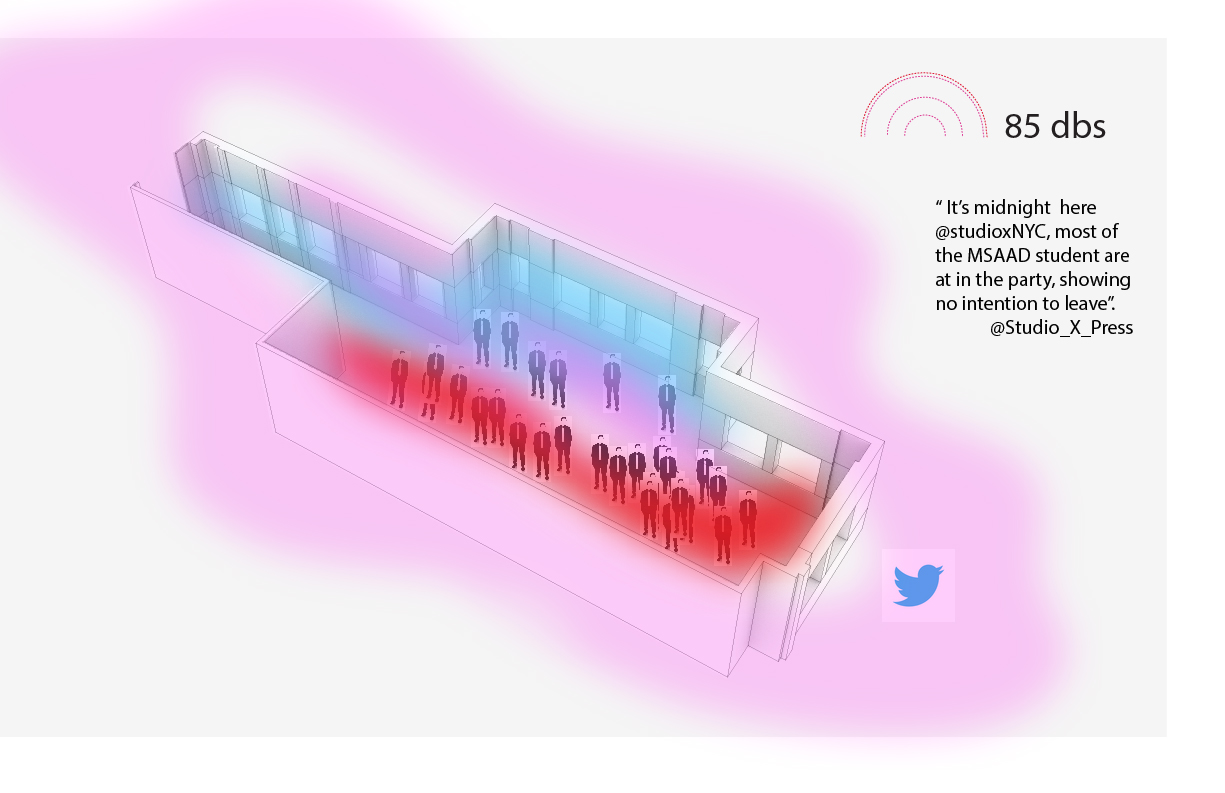 85 dbs
“ It’s midnight  here
@studioxNYC, most of
the MSAAD student are
at in the party, showing
no intention to leave”.
@Studio_X_Press